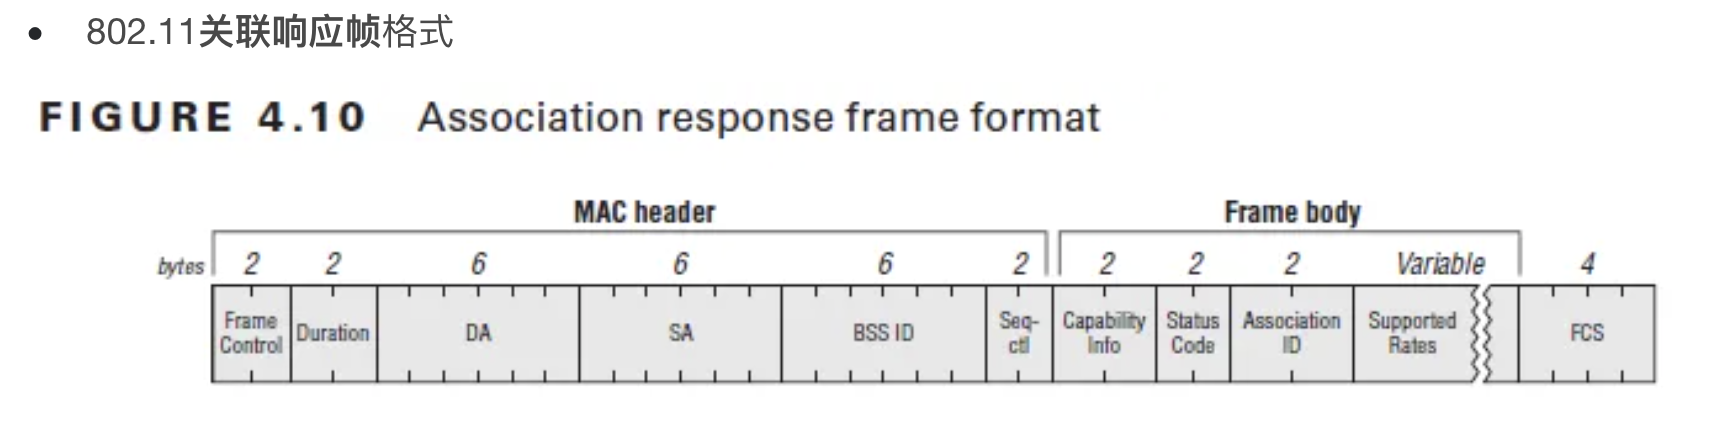 • 802.11关联响应帧格式
FIGURE 4.10 Association response frame format
MAC header Frame body
bytes 2 2 6 6 6 2 2 2 2 Variable 4
Frame Control Duration DA SA BSS ID Seq-ctl Capability Info Status Code Association ID Supported Rates FCS